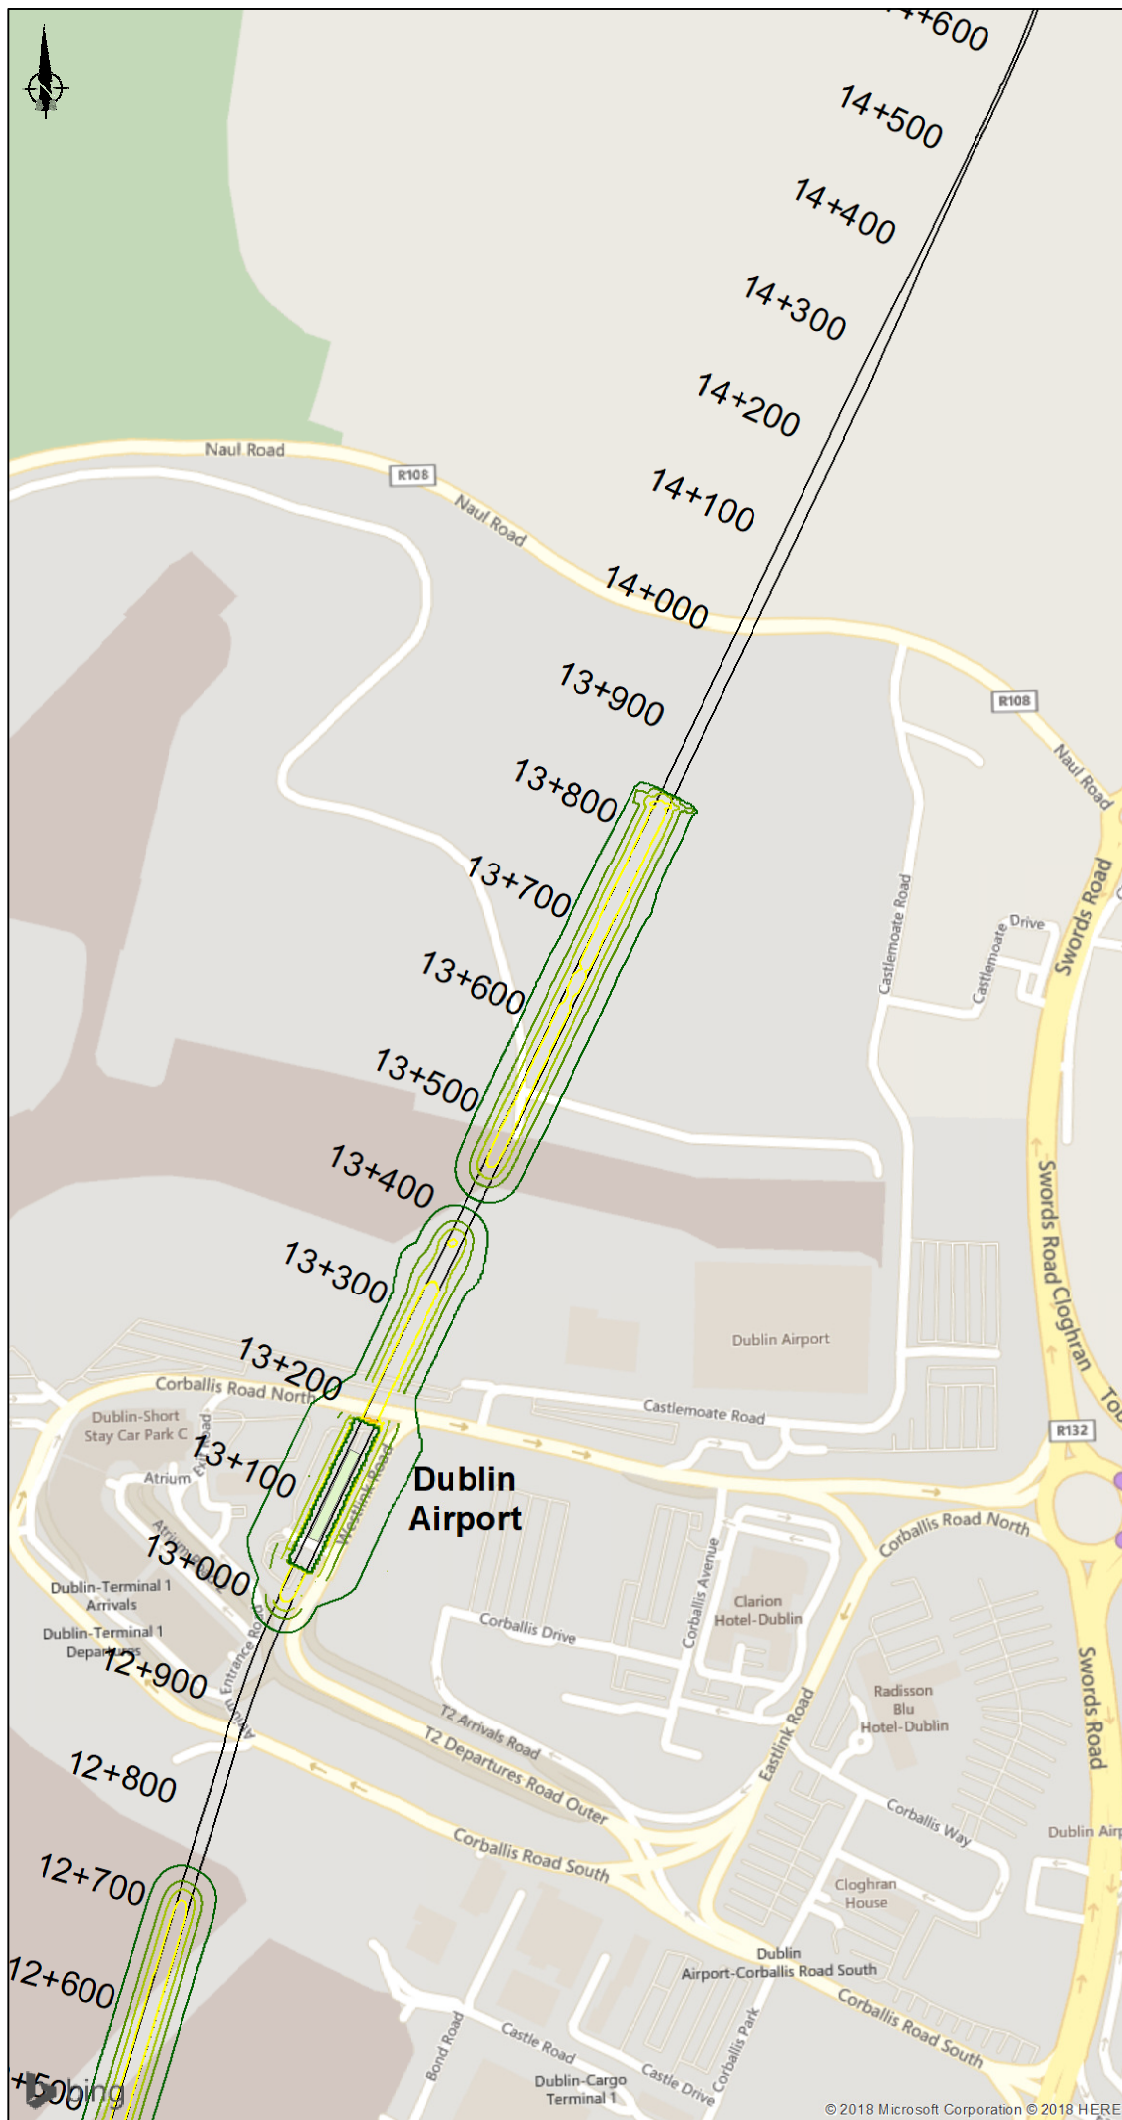 14+600
14+500
N
14+400
14+300
14+200
Naul Road
R108
14+100
Naul Road
14+000
13+900
R108
Naul Road
13+800
13+700
Castlemoate Road
Castlemoate
Drive
Swords Road
13+600
13+500
13+400
Swords Road
13+300
Cloghran
Dublin Airport
13+200
Corballis Road North
Castlemoate Road
Dublin-Short
Stay Car Park C
R132
13+100
Westlink Road
Atrium
Dublin
Airport
13+000
Corballis Road North
Dublin-Terminal 1
Arrivals
Dublin-Terminal 1
Departures
Corballis Avenue
Clarion
Hotel-Dublin
Corballis Drive
12+900
Entrance Road
Atrium
Radisson
Blu
Hotel-Dublin
Swords Road
T2 Arrivals Road
T2 Departures Road Outer
Eastlink Road
12+800
Corballis Way
Corballis Road South
12+700
Cloghran
House
Dublin
Airport-Corballis Road South
12+600
Corballis Road South
Bond Road
Castle Road
Castle Drive
Corballis Park
Dublin-Cargo
Terminal 1
+500
bing
© 2018 Microsoft Corporation © 2018 HERE